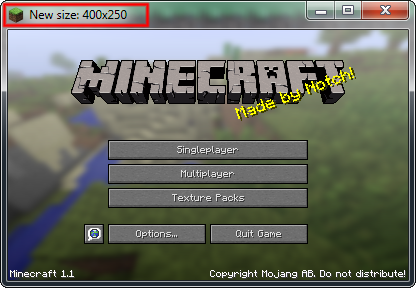 New size: 400x250
MINECRAFT
Made by Notch!
Singleplayer
Multiplayer
Texture Packs
Options...
Quit Game
Minecraft 1.1
Copyright Mojang AB. Do not distribute!